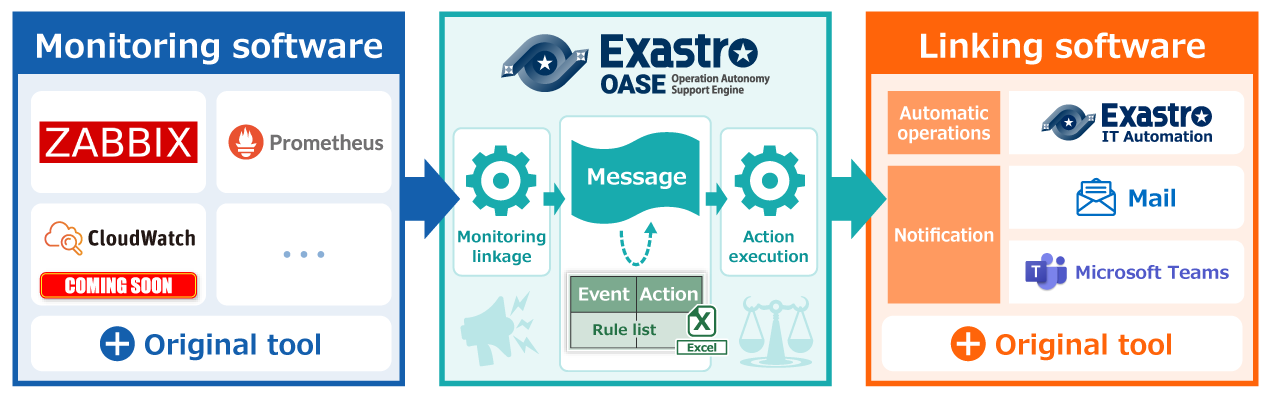 Monitoring software
ZABBIX
Prometheus
CloudWatch
COMING SOON
Original tool
Exastro
OASE
Operation Autonomy
Support Engine
Monitoring
linkage
Message
Action
execution
Event Action
Rule list
X
Excel
Linking software
Automatic
operations
Exastro
IT Automation
Notification
Mail
T
Microsoft Teams
Original tool